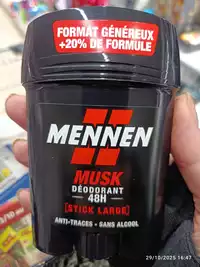 FORMAT GÉNÉREUX
+20% DE FORMULE
MENNEN
MUSK
DÉODORANT
48H
[STICK LARGE]
ANTI-TRACES - SANS ALCOOL
29/10/2025 16:47